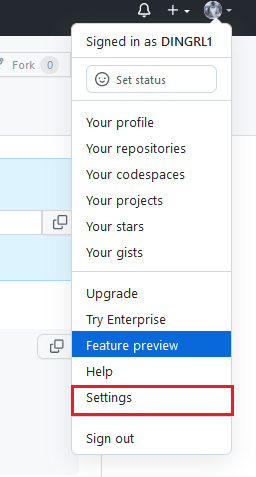 Fork 0
Signed in as DINGRL1
Set status
Your profile
Your repositories
Your codespaces
Your projects
Your stars
Your gists
Upgrade
Try Enterprise
Feature preview
Help
Settings
Sign out